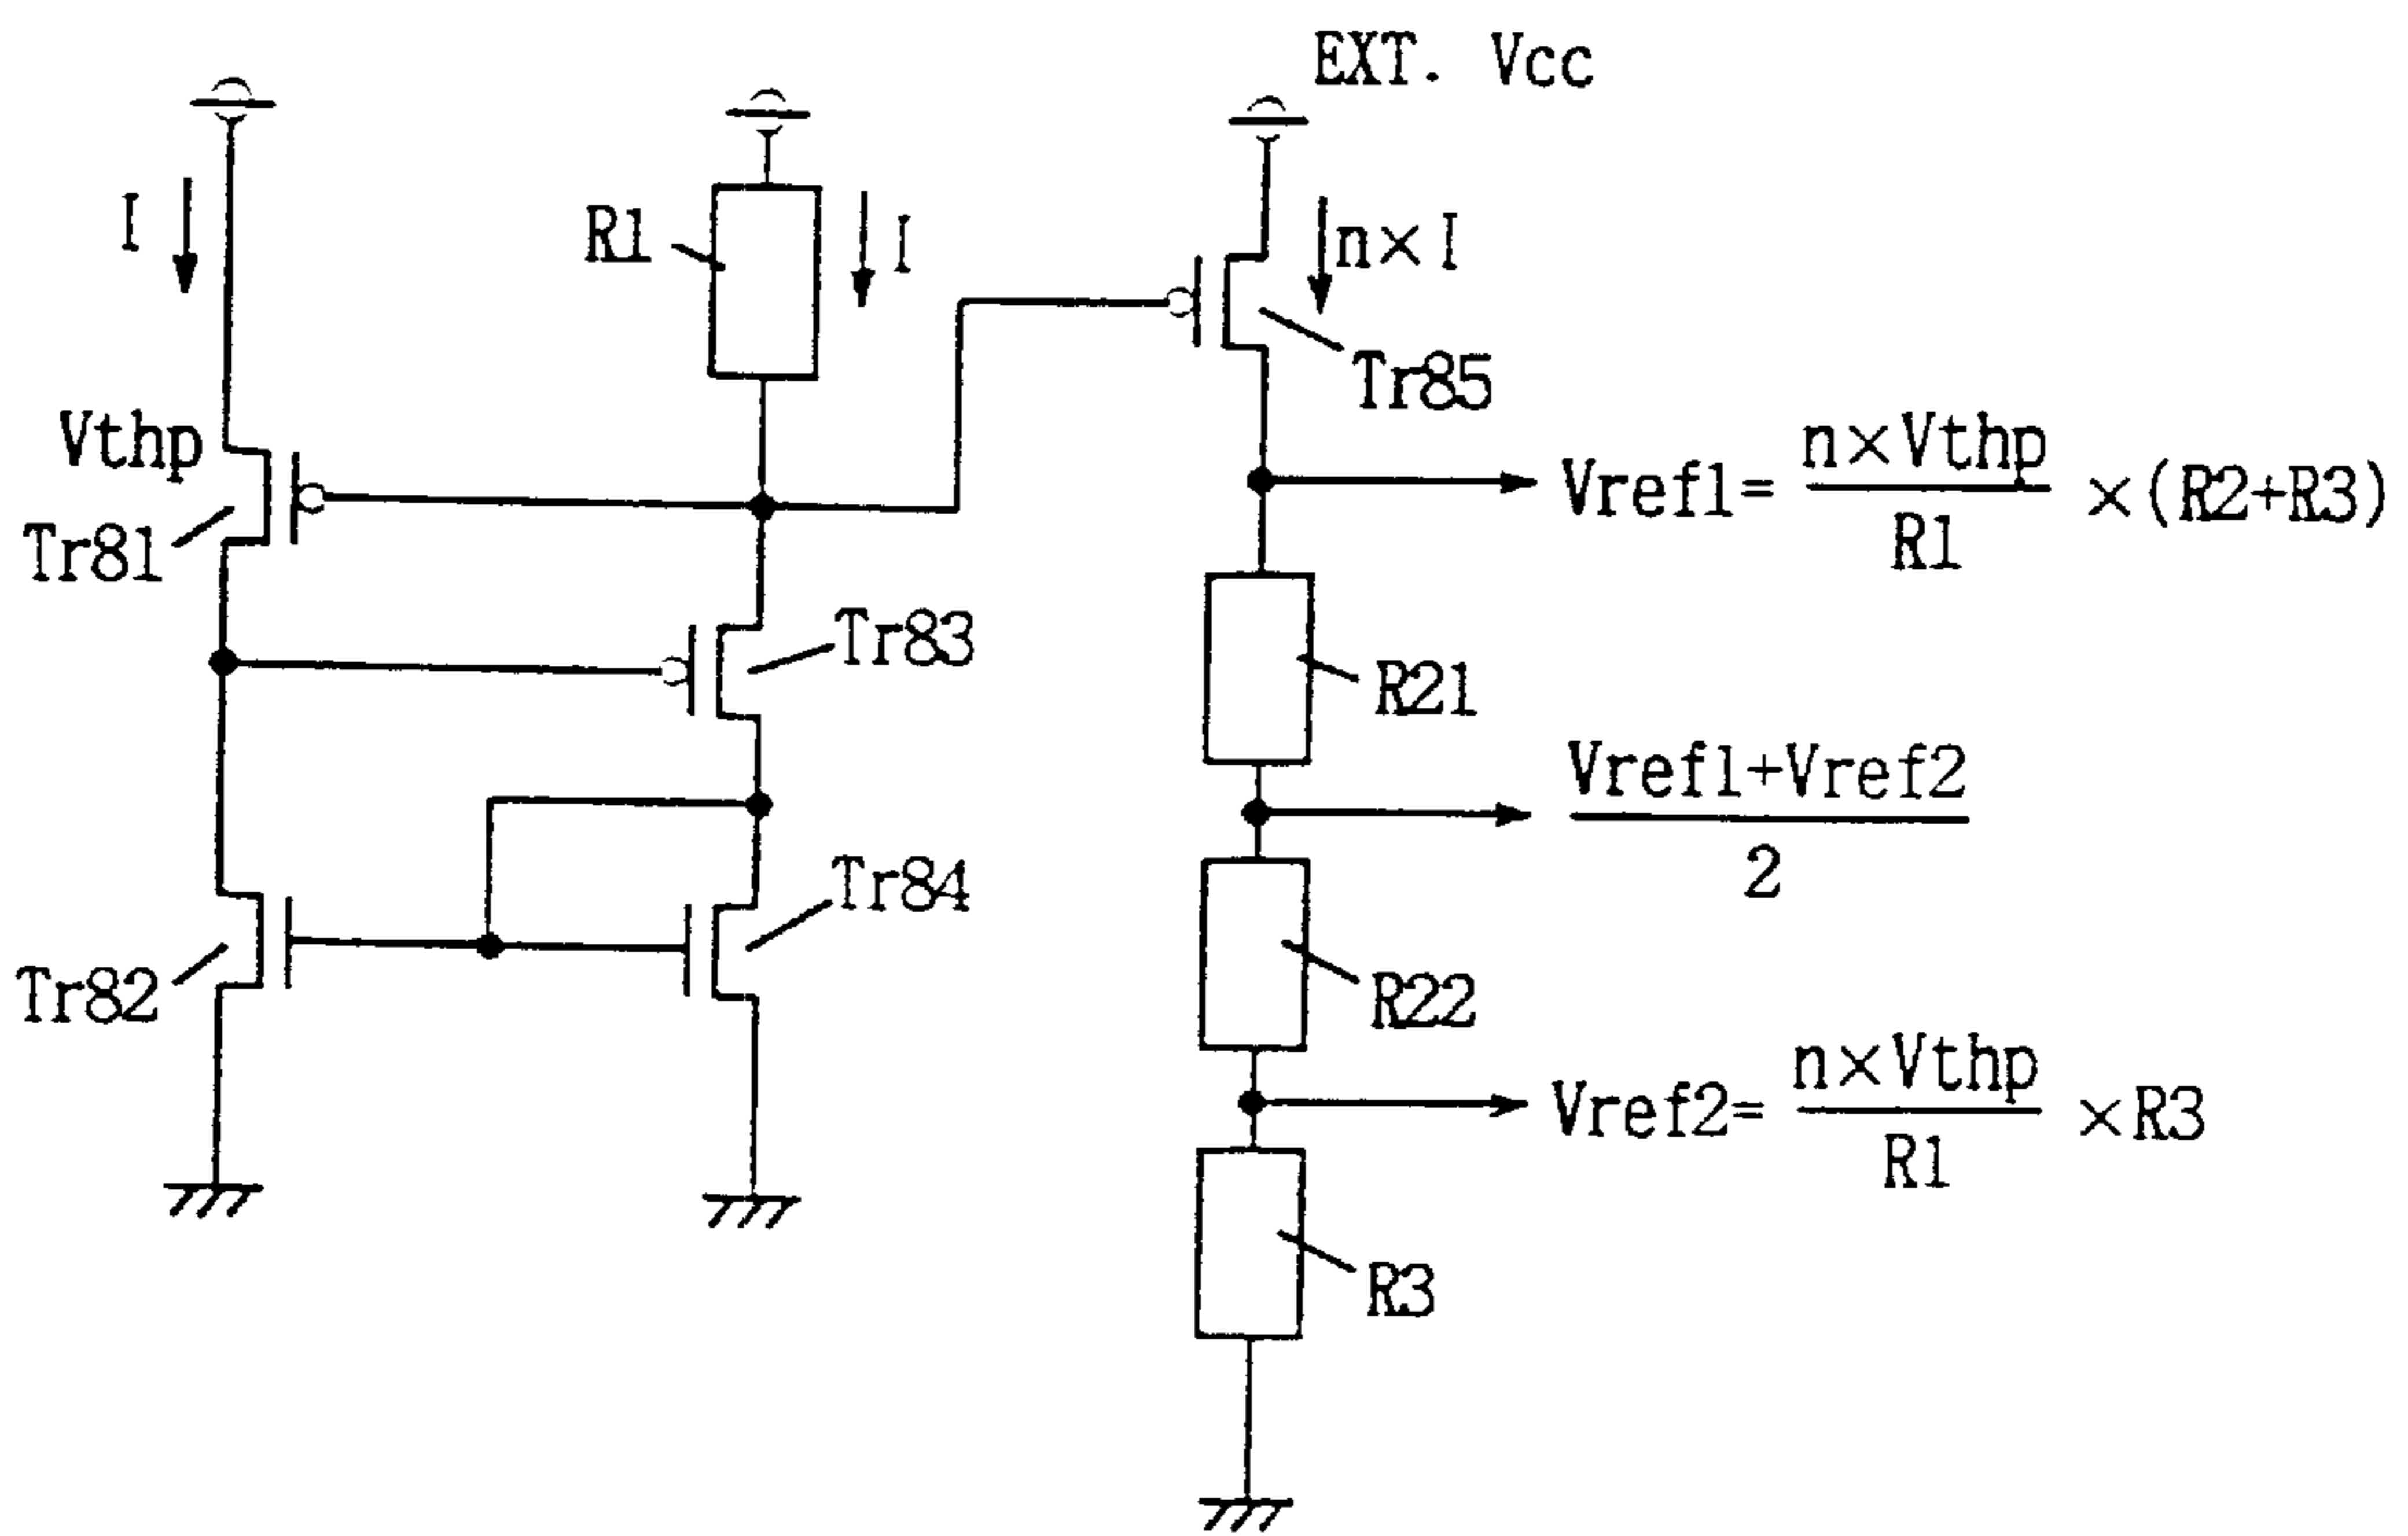 EXT. Vcc
I
R1
I
n×I
Tr85
Vthp
Tr81
Vref1= n×Vthp / R1 ×(R2+R3)
Tr83
R21
Vref1+Vref2 / 2
Tr84
Tr82
R22
Vref2= n×Vthp / R1 ×R3
R3